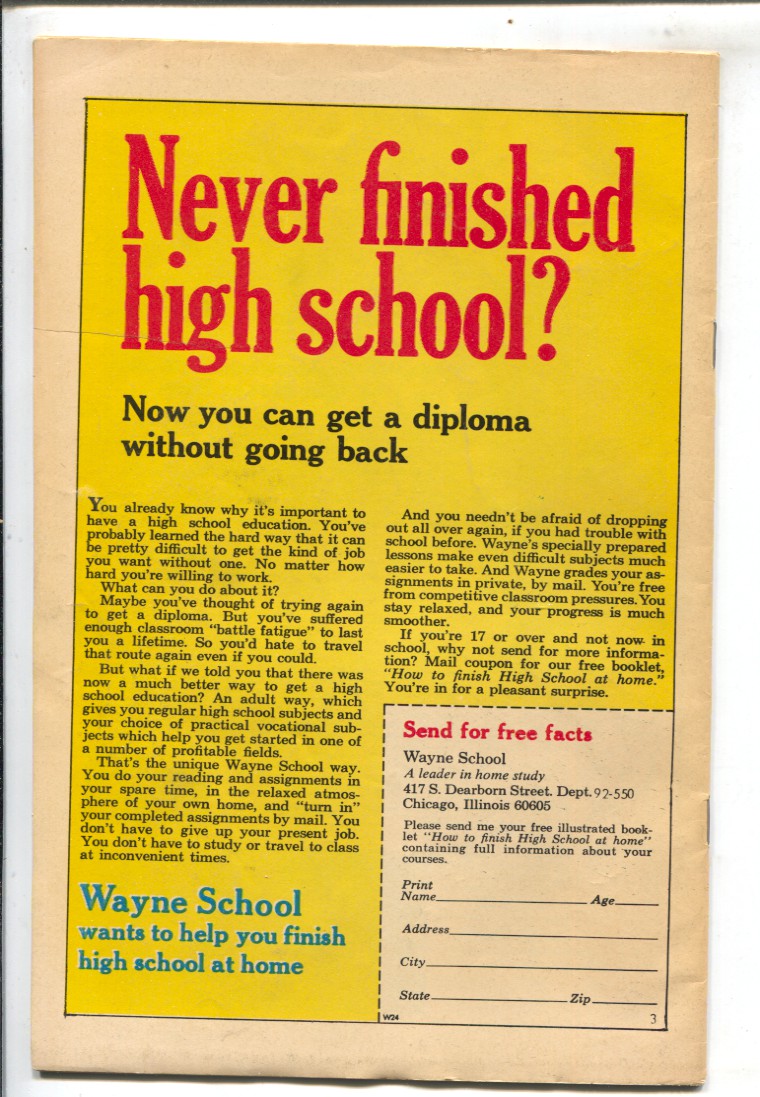 Never finished
high school?
Now you can get a diploma
without going back
You already know why it's important to
have a high school education. You've
probably learned the hard way that it can
be pretty difficult to get the kind of job
you want without one. No matter how
hard you're willing to work.
What can you do about it?
Maybe you've thought of trying again
to get a diploma. But you've suffered
enough classroom "battle fatigue" to last
you a lifetime. So you'd hate to travel
that route again even if you could.
But what if we told you that there was
now a much better way to get a high
school education? An adult way, which
gives you regular high school subjects and
your choice of practical vocational sub-
jects which help you get started in one of
a number of profitable fields.
That's the unique Wayne School way.
You do your reading and assignments in
your spare time, in the relaxed atmos-
phere of your own home, and "turn in"
your completed assignments by mail. You
don't have to give up your present job.
You don't have to study or travel to class
at inconvenient times.
Wayne School
wants to help you finish
high school at home
And you needn't be afraid of dropping
out all over again, if you had trouble with
school before. Wayne's specially prepared
lessons make even difficult subjects much
easier to take. And Wayne grades your as-
signments in private, by mail. You're free
from competitive classroom pressures. You
stay relaxed, and your progress is much
smoother.
If you're 17 or over and not now in
school, why not send for more informa-
tion? Mail coupon for our free booklet,
"How to finish High School at home."
You're in for a pleasant surprise.
Send for free facts
Wayne School
A leader in home study
417 S. Dearborn Street. Dept. 92-550
Chicago, Illinois 60605
Please send me your free illustrated book-
let "How to finish High School at home"
containing full information about your
courses.
Print
Name Age
Address
City
State Zip
W24 3